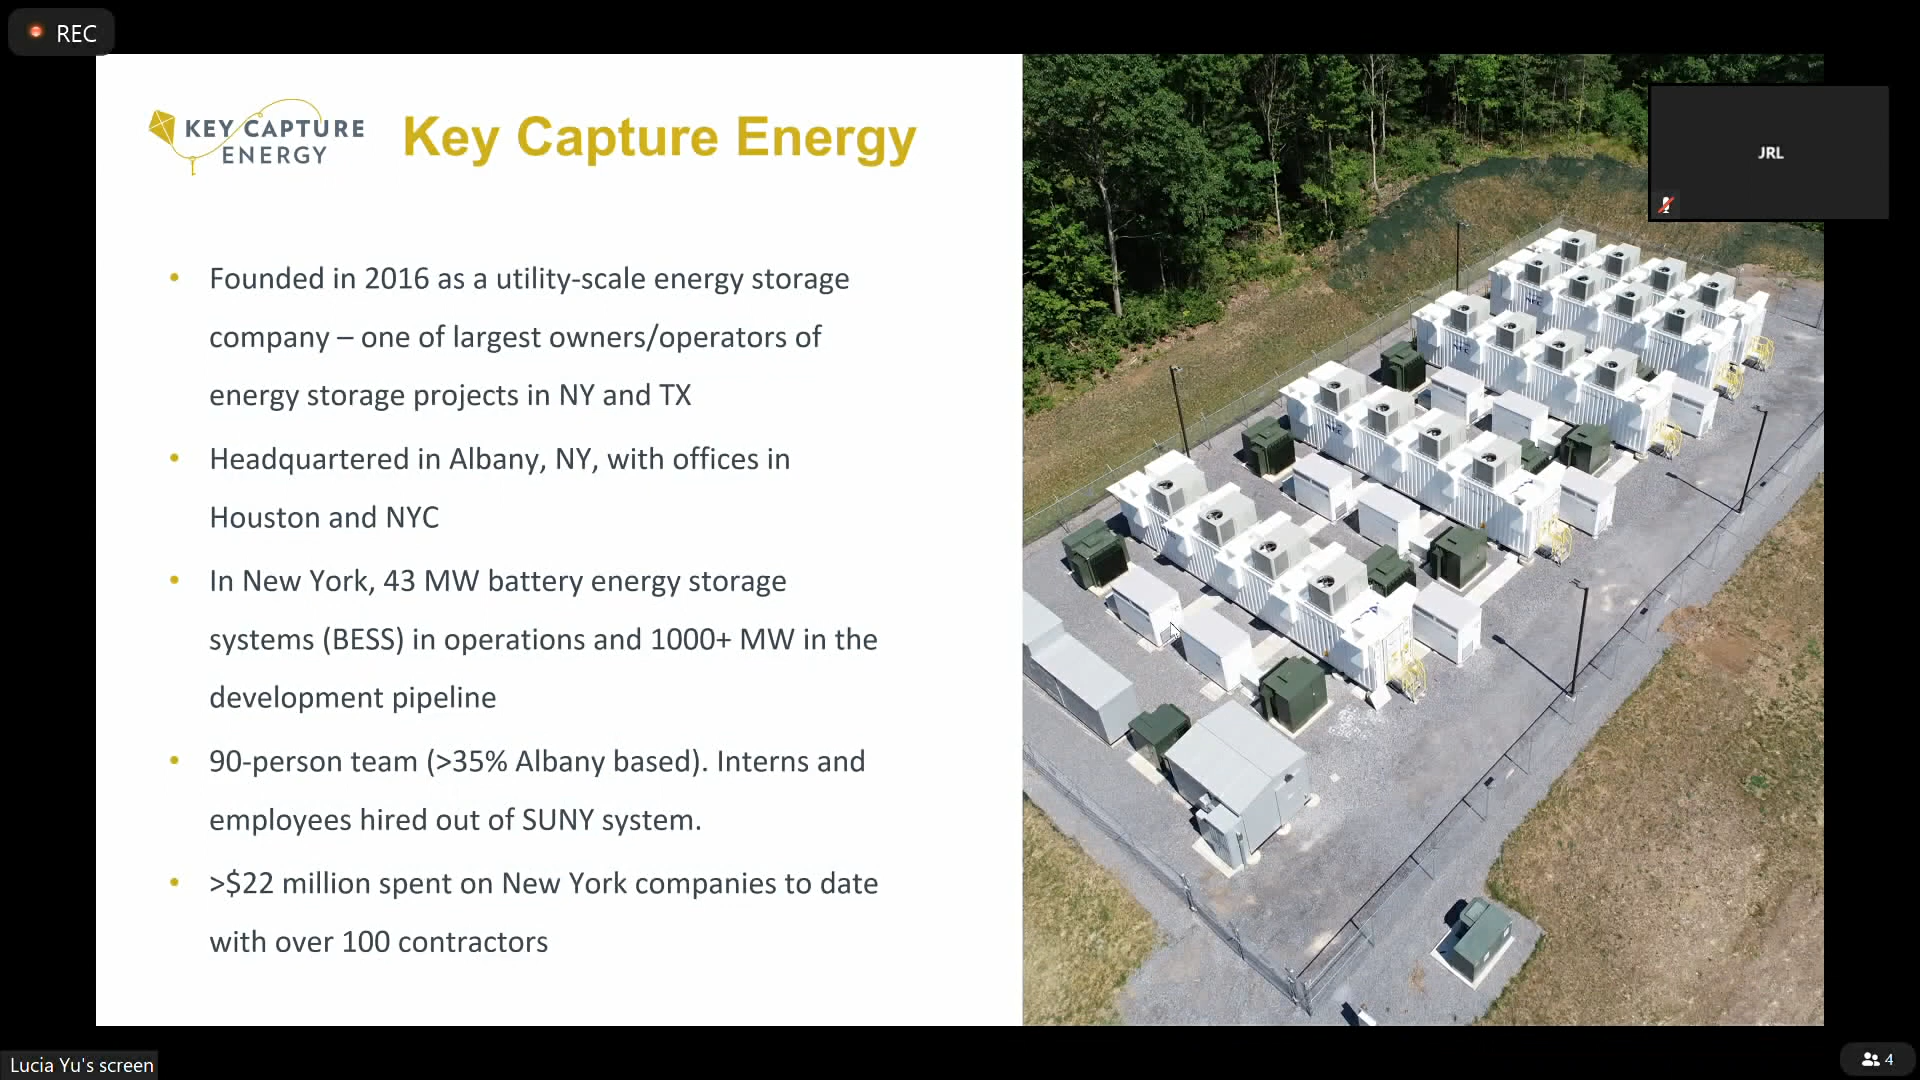 REC
KEY CAPTURE
ENERGY
Key Capture Energy
JRL
• Founded in 2016 as a utility-scale energy storage
company – one of largest owners/operators of
energy storage projects in NY and TX
• Headquartered in Albany, NY, with offices in
Houston and NYC
• In New York, 43 MW battery energy storage
systems (BESS) in operations and 1000+ MW in the
development pipeline
• 90-person team (>35% Albany based). Interns and
employees hired out of SUNY system.
• >$22 million spent on New York companies to date
with over 100 contractors
Lucia Yu's screen
4